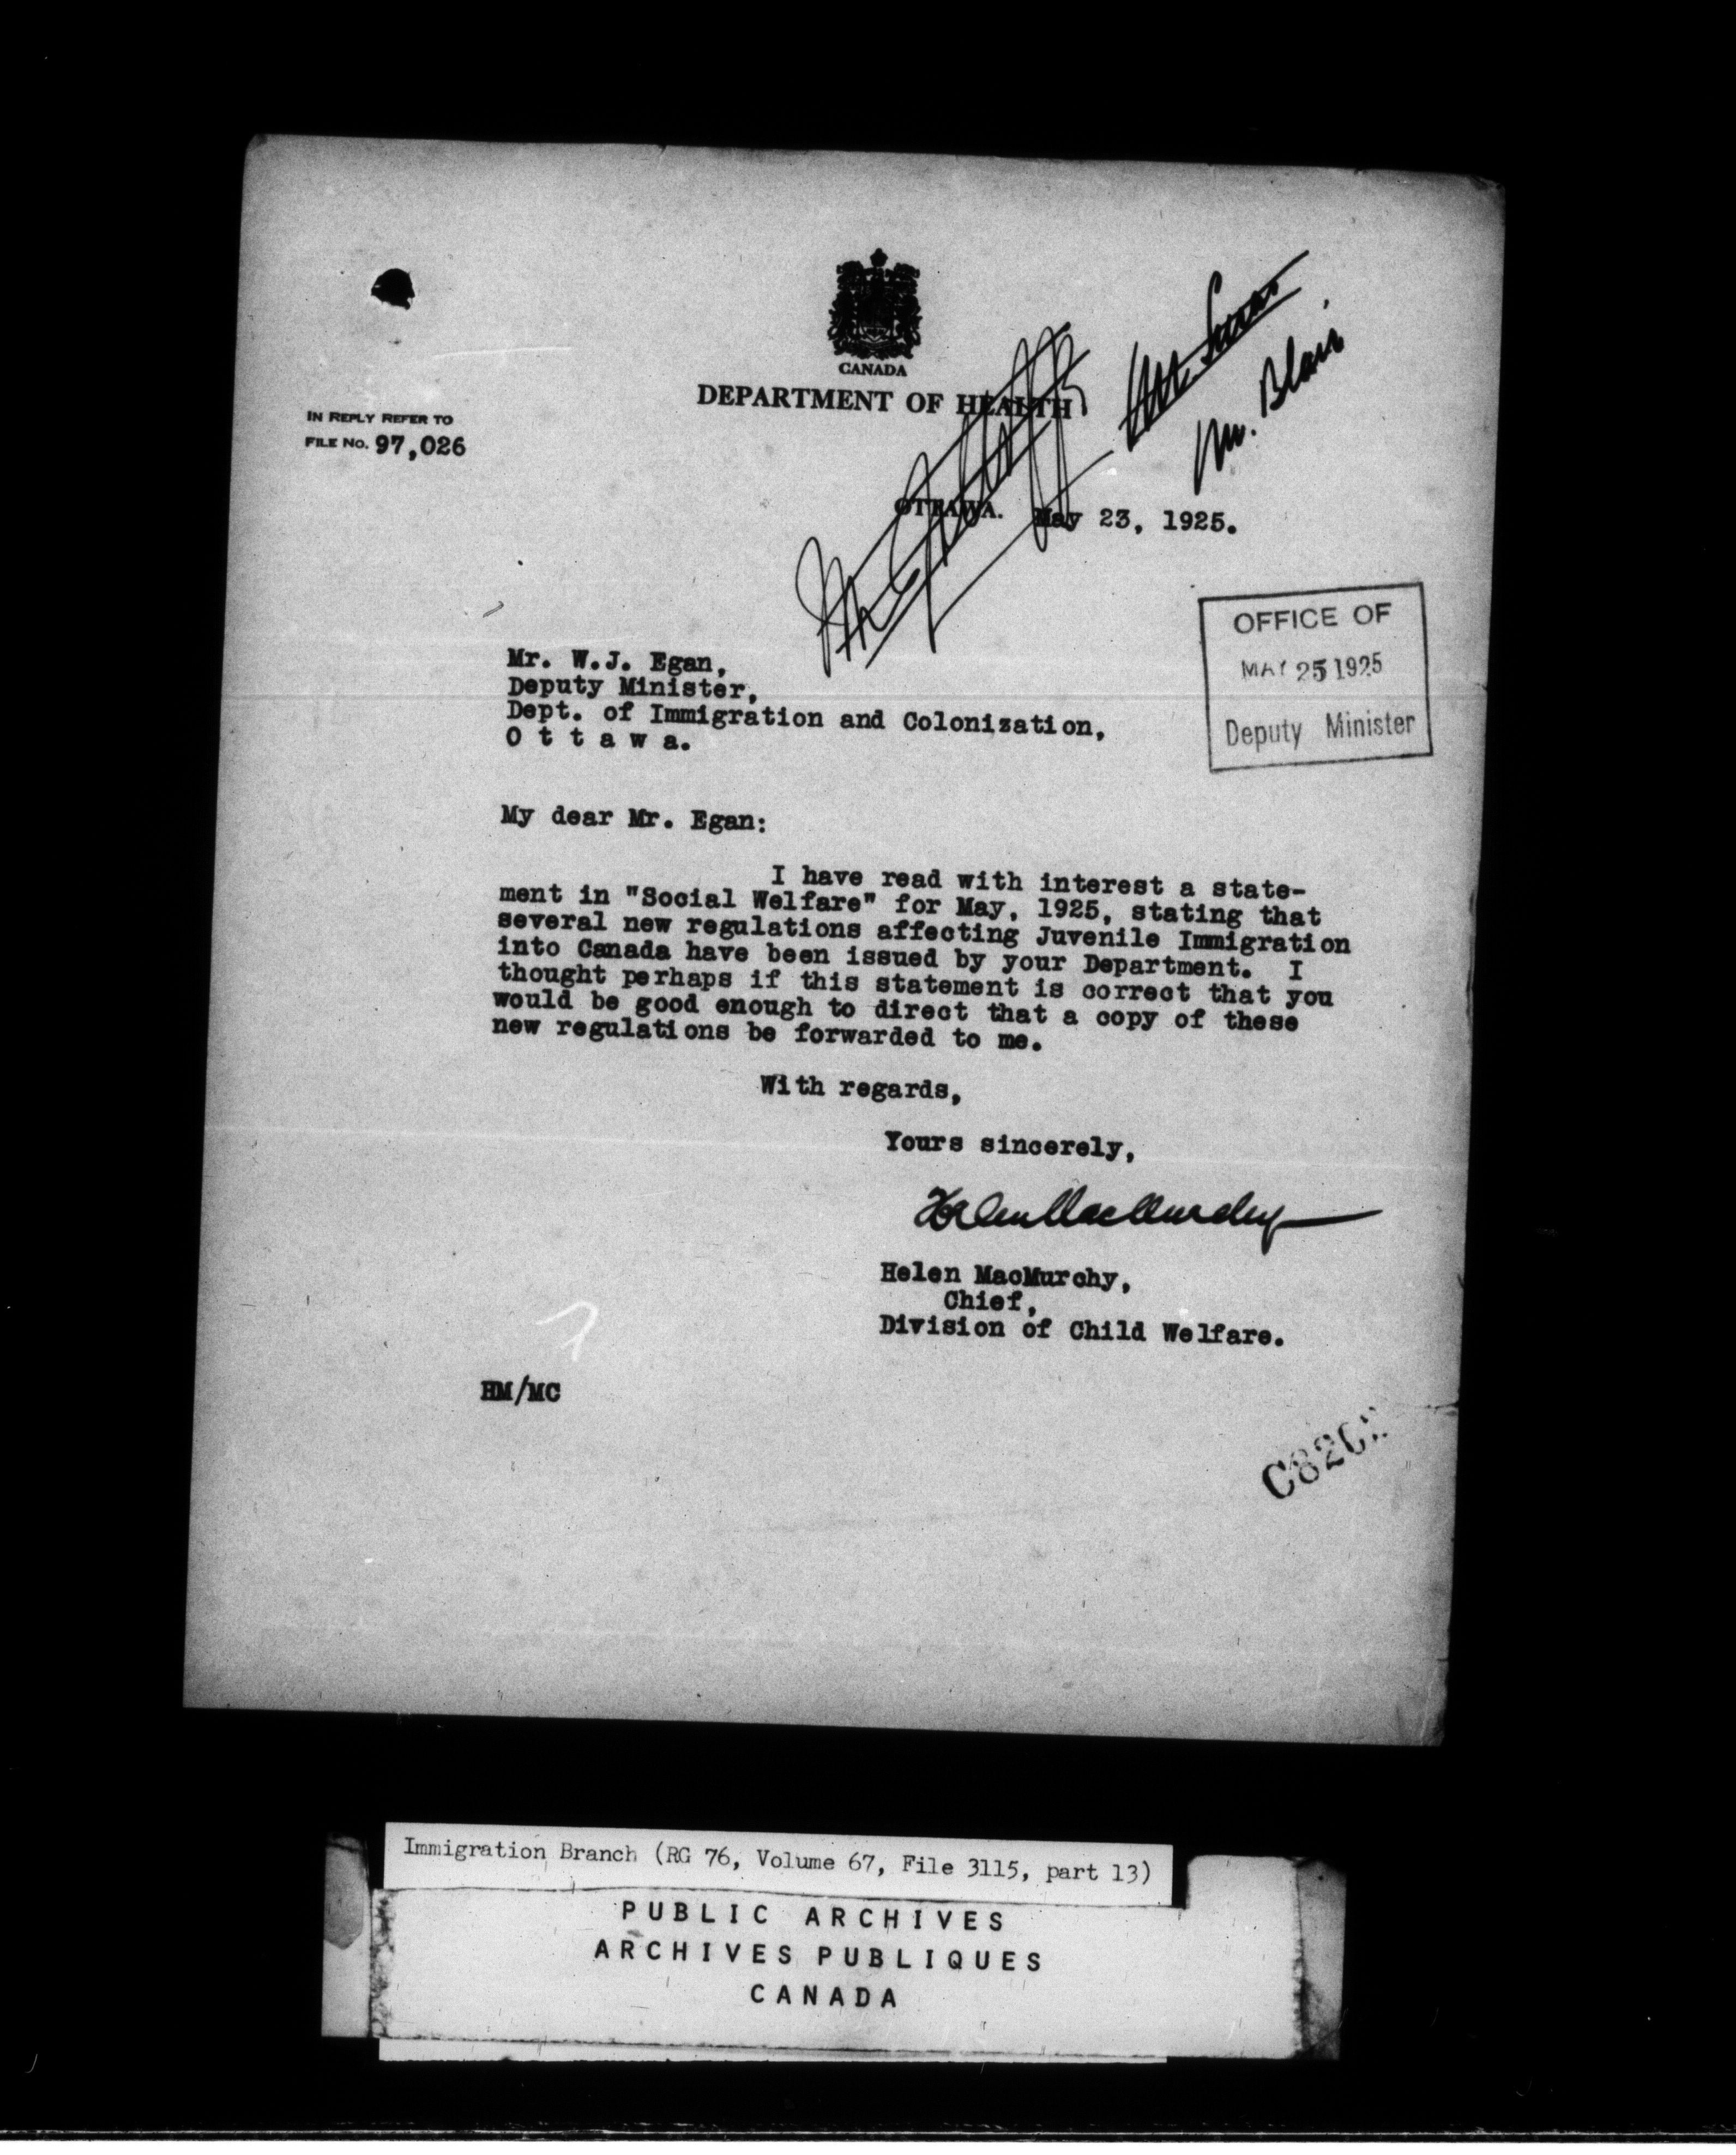 CANADA
DEPARTMENT OF HEALTH
IN REPLY REFER TO
FILE No. 97,026
Mr. Blair
OTTAWA. May 23, 1925.
OFFICE OF
MAY 25 1925
Deputy Minister
Mr. W.J. Egan,
Deputy Minister,
Dept. of Immigration and Colonization,
O t t a w a.
My dear Mr. Egan:
I have read with interest a state-
ment in "Social Welfare" for May, 1925, stating that
several new regulations affecting Juvenile Immigration
into Canada have been issued by your Department. I
thought perhaps if this statement is correct that you
would be good enough to direct that a copy of these
new regulations be forwarded to me.
With regards,
Yours sincerely,
Helen MacMurchy
Helen MacMurchy,
Chief,
Division of Child Welfare.
HM/MC
Immigration Branch (RG 76, Volume 67, File 3115, part 13)
PUBLIC ARCHIVES
ARCHIVES PUBLIQUES
CANADA